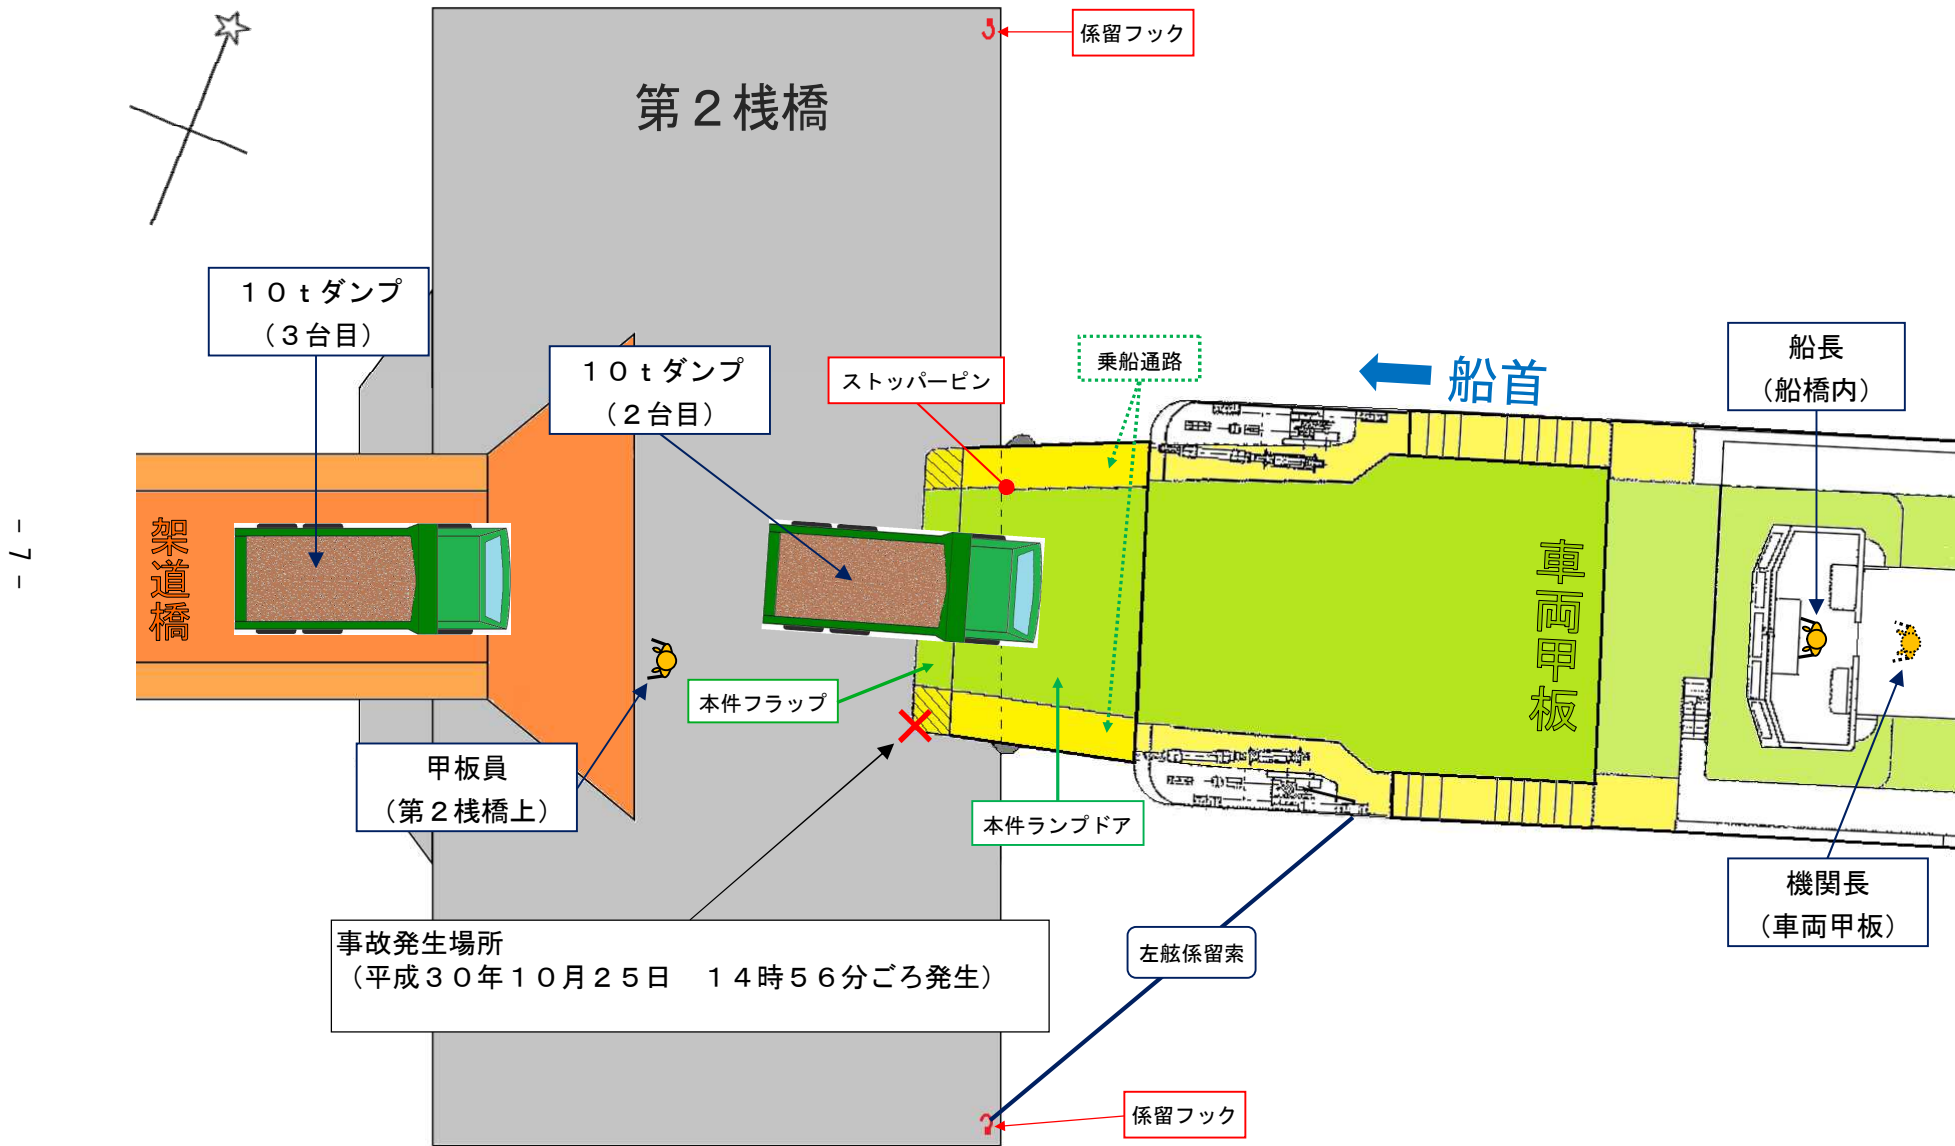 係留フック
第２桟橋
１０ｔダンプ
（３台目）
１０ｔダンプ
（２台目）
ストッパーピン
乗船通路
船首
船長
（船橋内）
架道橋
車両甲板
本件フラップ
甲板員
（第２桟橋上）
本件ランプドア
機関長
（車両甲板）
事故発生場所
（平成３０年１０月２５日　１４時５６分ごろ発生）
左舷係留索
係留フック
- 7 -